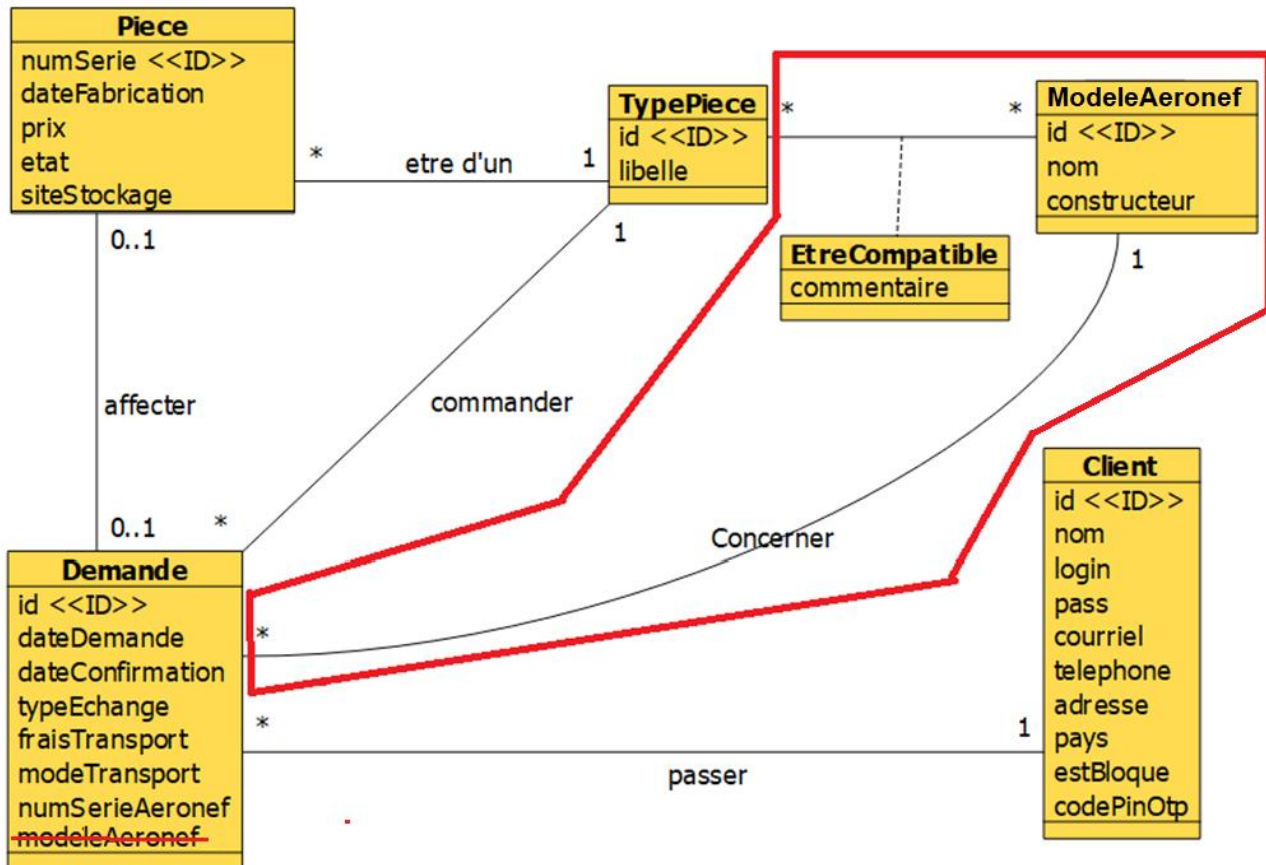 Piece
numSerie <<ID>>
dateFabrication
prix
etat
siteStockage
*
etre d'un
1
TypePiece
id <<ID>>
libelle
*
*
ModeleAeronef
id <<ID>>
nom
constructeur
EtreCompatible
commentaire
0..1
1
1
affecter
commander
Concerner
0..1
*
Demande
id <<ID>>
dateDemande
dateConfirmation
typeEchange
fraisTransport
modeTransport
numSerieAeronef
modeleAeronef
*
*
passer
1
Client
id <<ID>>
nom
login
pass
courriel
telephone
adresse
pays
estBloque
codePinOtp